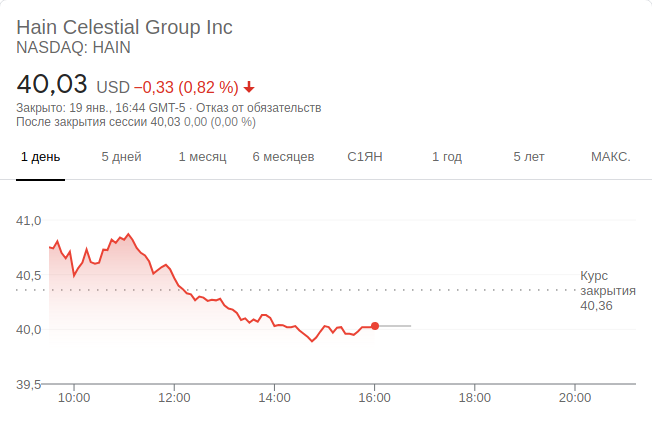 Hain Celestial Group Inc
NASDAQ: HAIN
40,03 USD −0,33 (0,82 %)
Закрыто: 19 янв., 16:44 GMT-5 · Отказ от обязательств
После закрытия сессии 40,03 0,00 (0,00 %)
1 день 5 дней 1 месяц 6 месяцев С1ЯН 1 год 5 лет МАКС.
41,0
40,5
Курс
закрытия
40,36
40,0
39,5
10:00 12:00 14:00 16:00 18:00 20:00